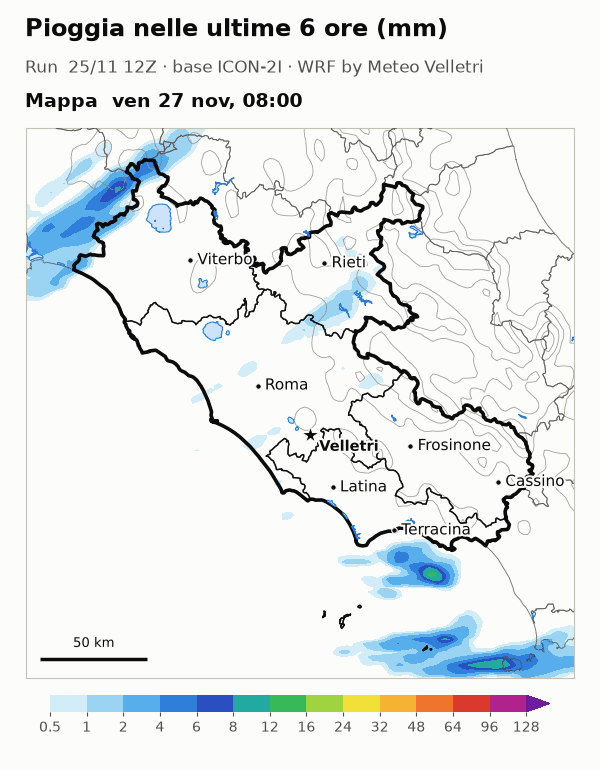 Pioggia nelle ultime 6 ore (mm)
Run  25/11 12Z · base ICON-2I · WRF by Meteo Velletri
Mappa  ven 27 nov, 08:00
Viterbo
Rieti
Roma
Velletri
Frosinone
Latina
Cassino
Terracina
50 km
0.5 1 2 4 6 8 12 16 24 32 48 64 96 128